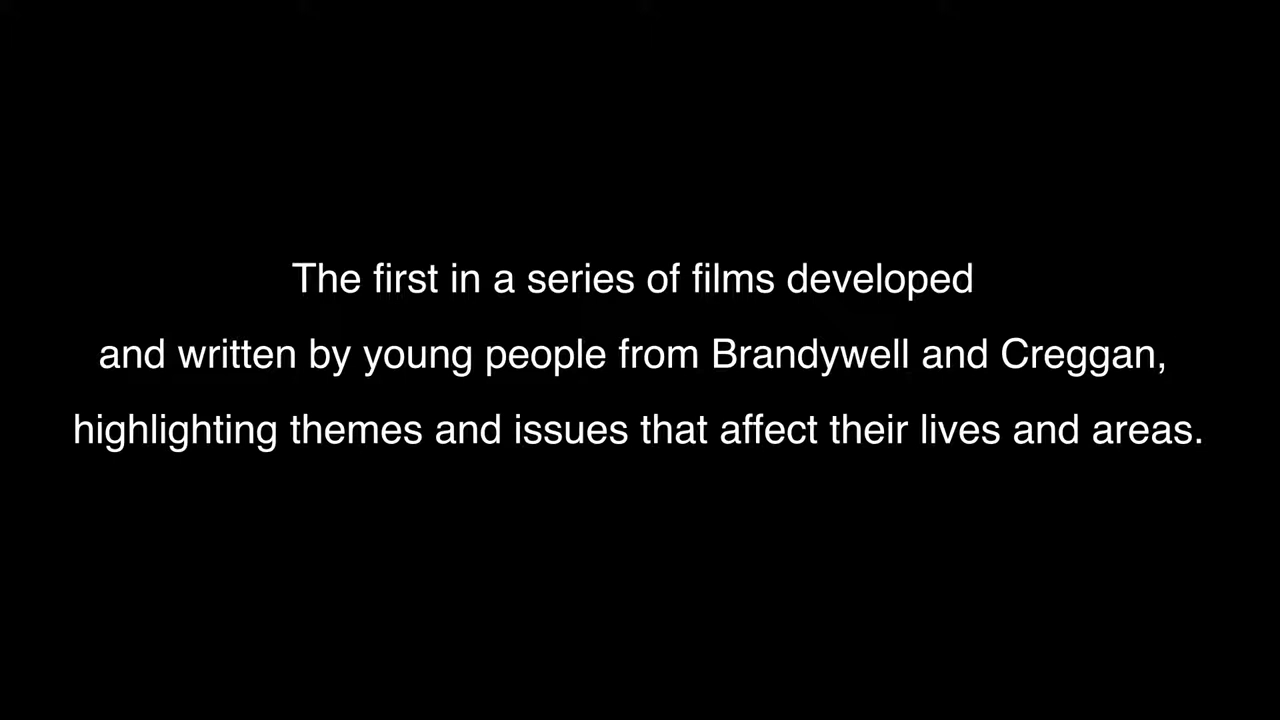 The first in a series of films developed
and written by young people from Brandywell and Creggan,
highlighting themes and issues that affect their lives and areas.